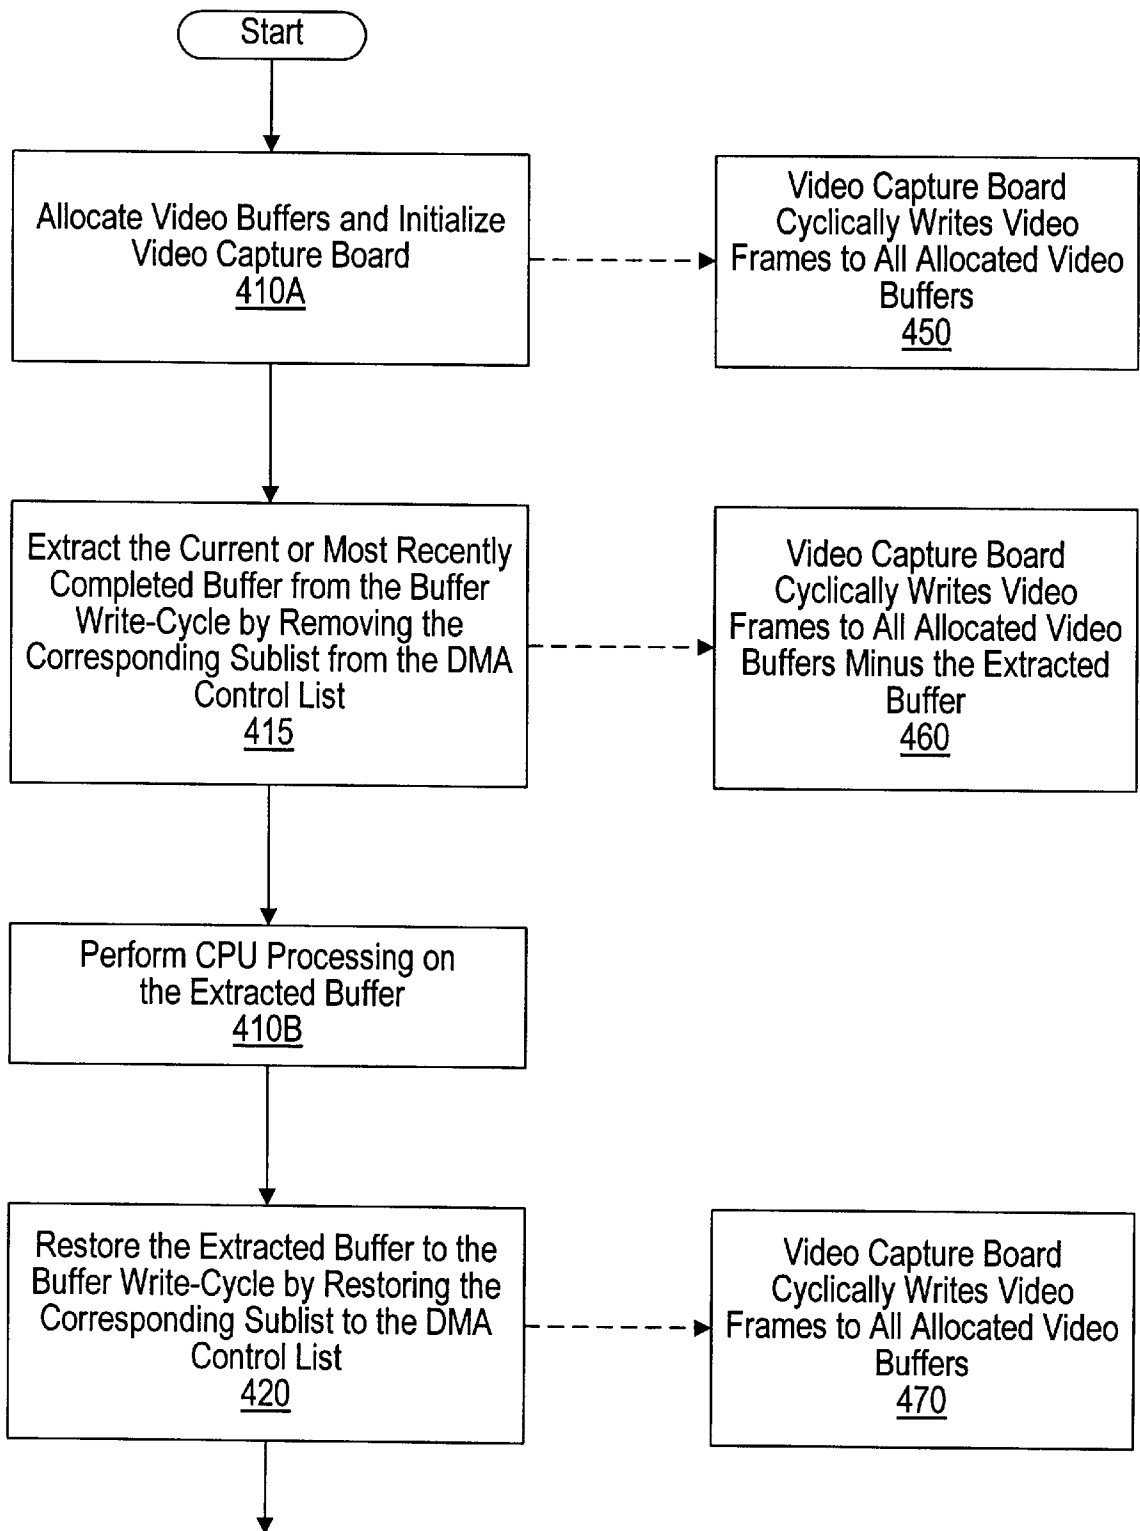 Start
Allocate Video Buffers and Initialize
Video Capture Board
410A
Video Capture Board
Cyclically Writes Video
Frames to All Allocated Video
Buffers
450
Extract the Current or Most Recently
Completed Buffer from the Buffer
Write-Cycle by Removing the
Corresponding Sublist from the DMA
Control List
415
Video Capture Board
Cyclically Writes Video
Frames to All Allocated Video
Buffers Minus the Extracted
Buffer
460
Perform CPU Processing on
the Extracted Buffer
410B
Restore the Extracted Buffer to the
Buffer Write-Cycle by Restoring the
Corresponding Sublist to the DMA
Control List
420
Video Capture Board
Cyclically Writes Video
Frames to All Allocated Video
Buffers
470